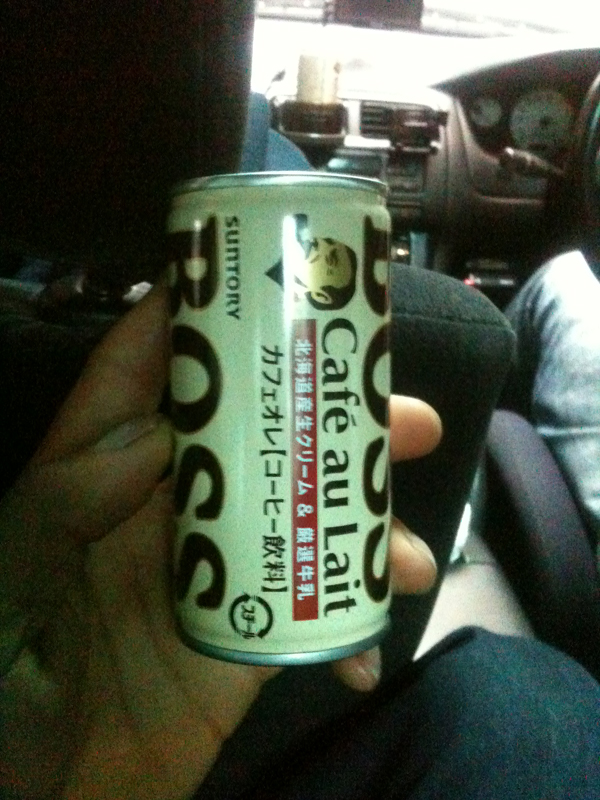 BOSS
Café au Lait
北海道産生クリーム & 厳選牛乳
カフェオレ【コーヒー飲料】
SUNTORY
BOSS
スチール